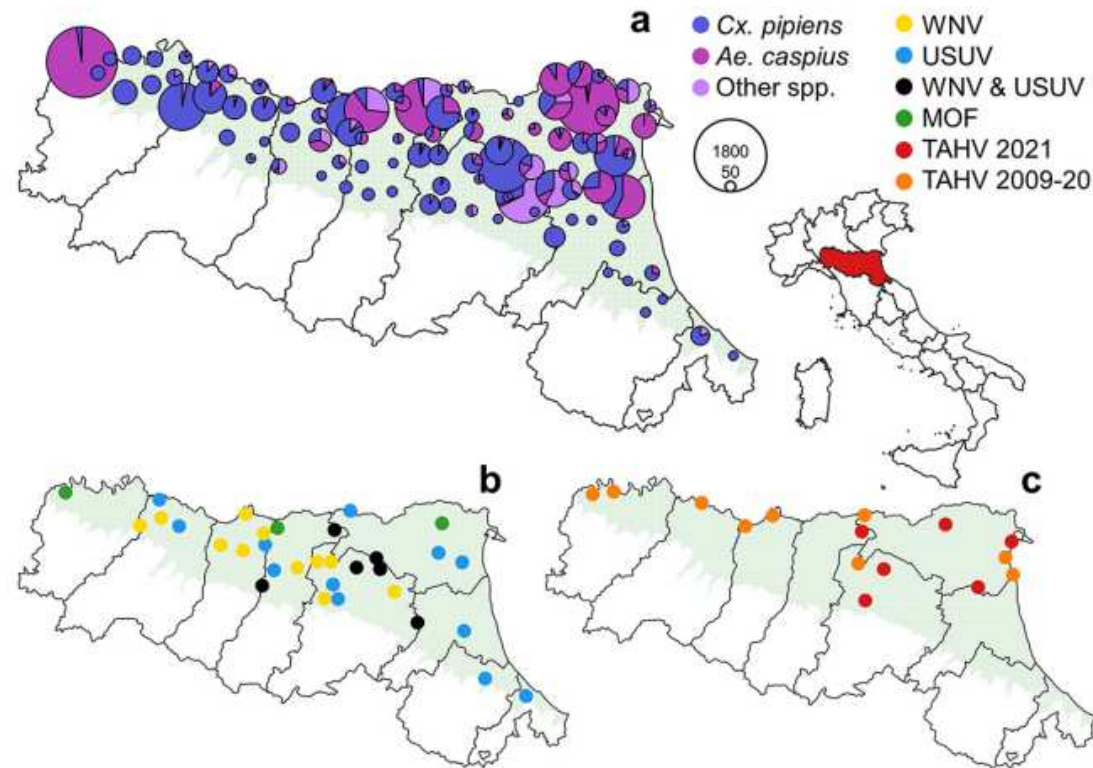 a
Cx. pipiens
Ae. caspius
Other spp.
1800
50
WNV
USUV
WNV & USUV
MOF
TAHV 2021
TAHV 2009-20
b
c